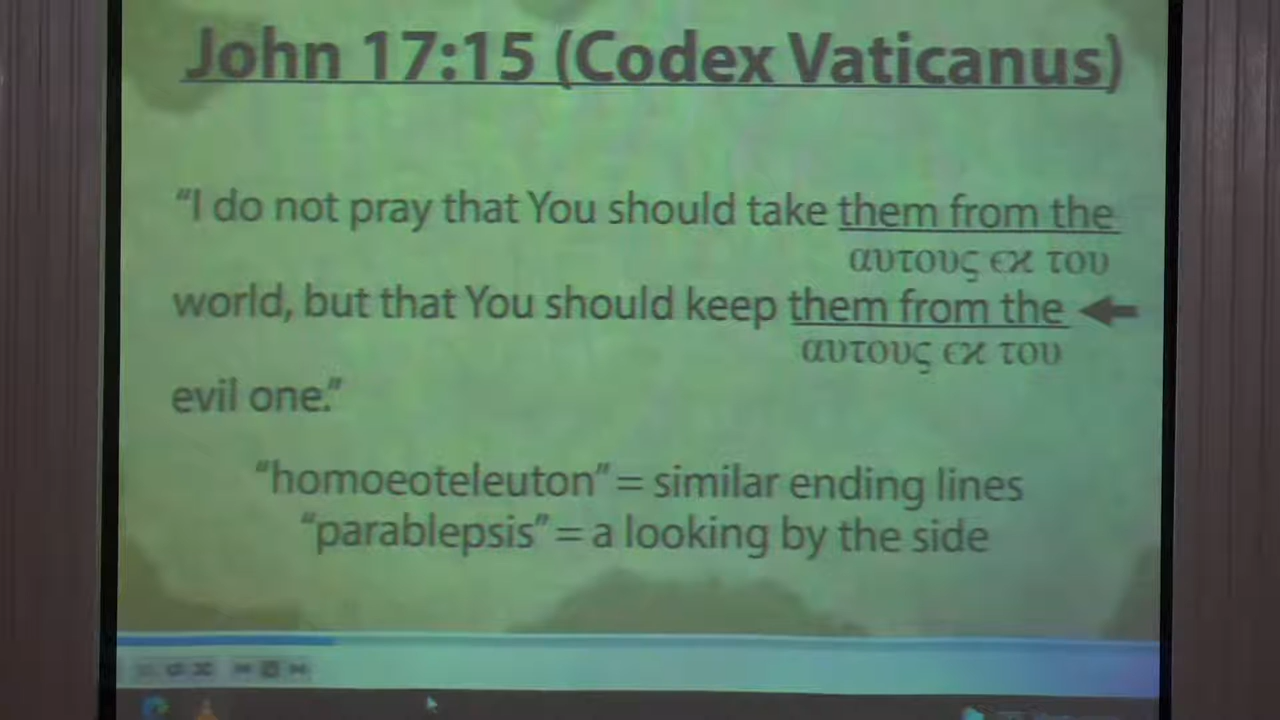 John 17:15 (Codex Vaticanus)
“I do not pray that You should take them from the
αυτους εκ του
world, but that You should keep them from the
αυτους εκ του
evil one.”
“homoeoteleuton” = similar ending lines
“parablepsis” = a looking by the side